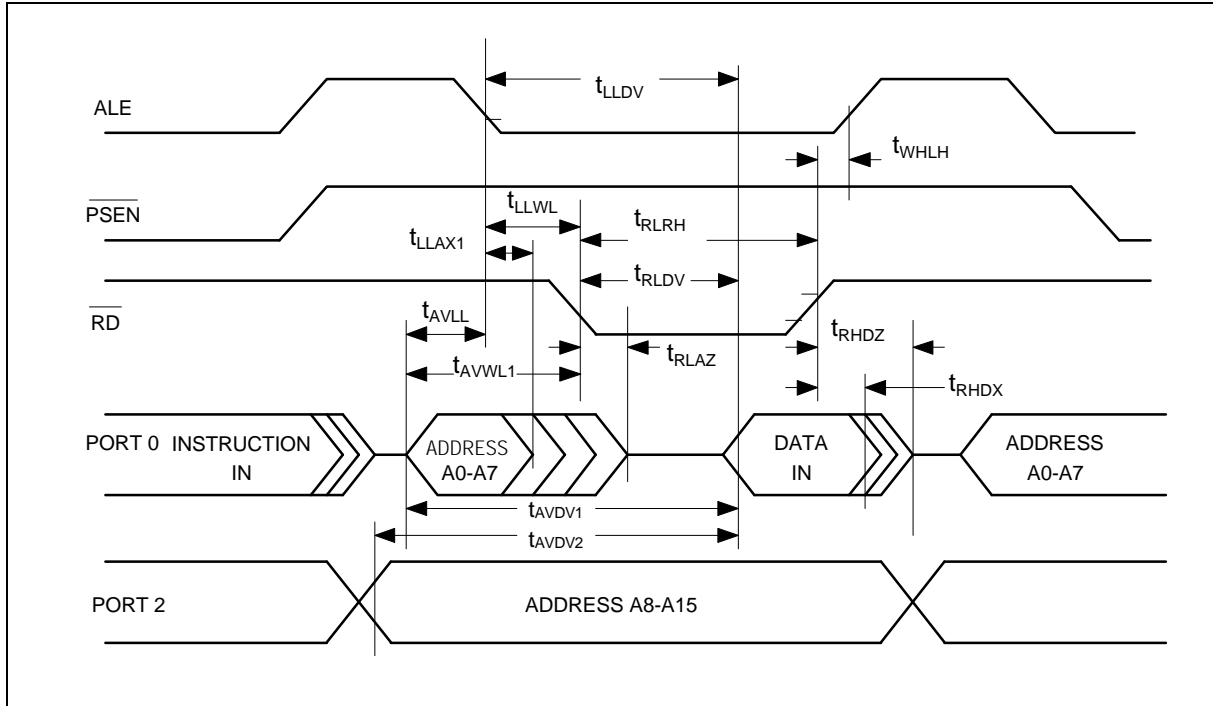 ALE
tLLDV
tWHLH
PSEN
tLLWL
tRLRH
tLLAX1
tRLDV
RD
tAVLL
tRHDZ
tRLAZ
tAVWL1
tRHDX
PORT 0
INSTRUCTION
IN
ADDRESS
A0-A7
DATA
IN
ADDRESS
A0-A7
tAVDV1
tAVDV2
PORT 2
ADDRESS A8-A15